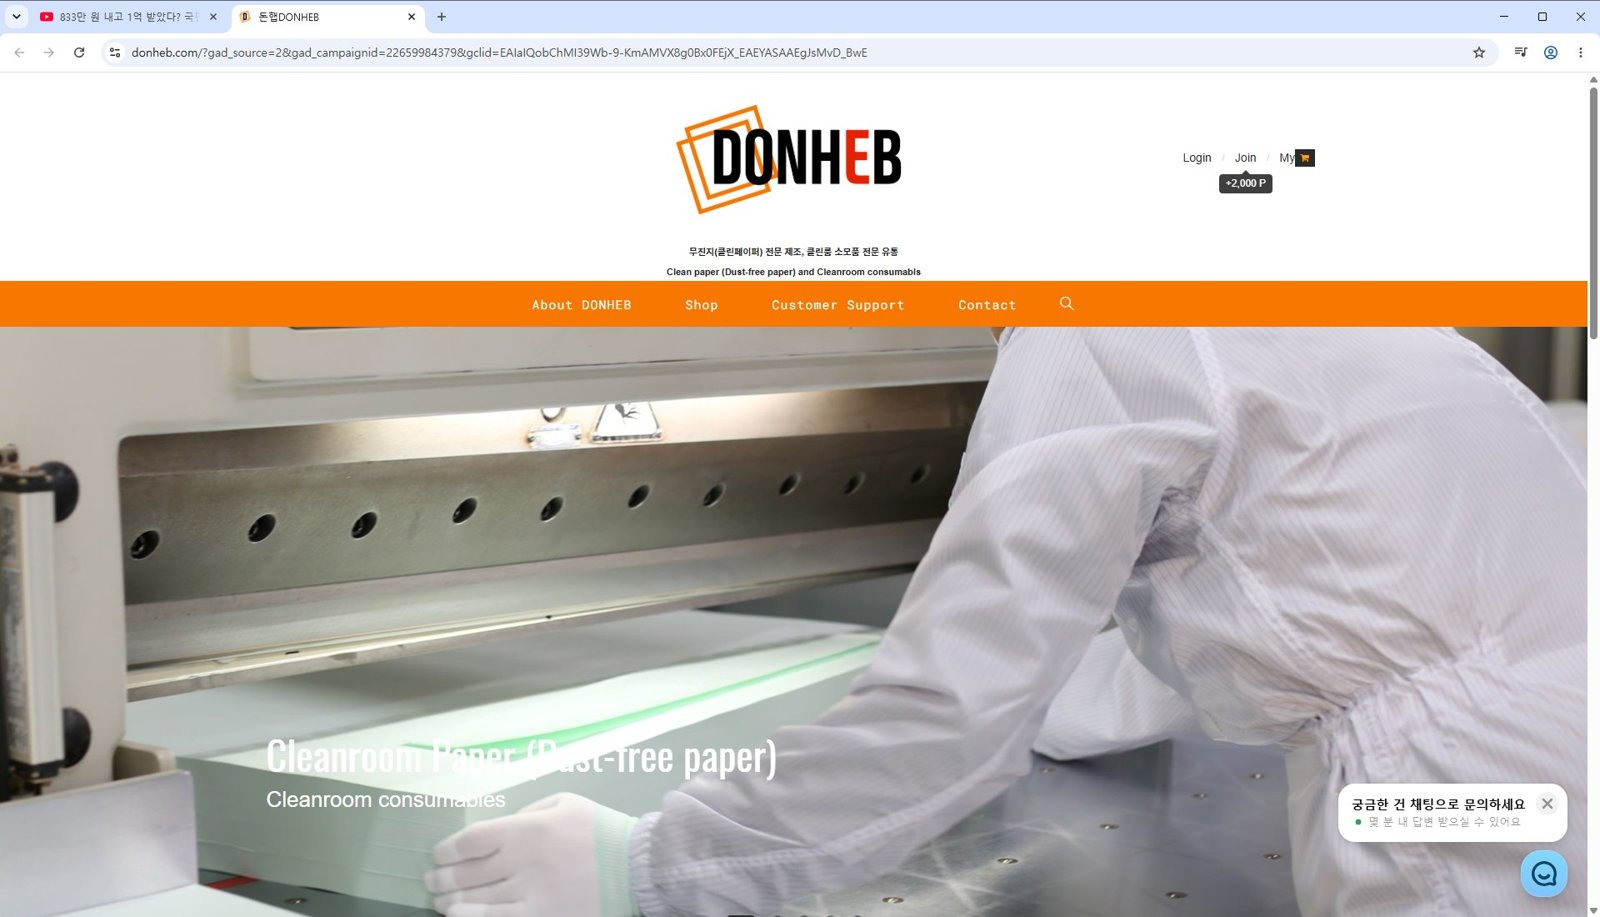 833만 원 내고 1억 받았다? 국
돈햅DONHEB
donheb.com/?gad_source=2&gad_campaignid=22659984379&gclid=EAIaIQobChMI39Wb-9-KmAMVX8g0Bx0FEjX_EAEYASAAEgJsMvD_BwE
DONHEB
Login / Join / My
+2,000 P
무진지(클린페이퍼) 전문 제조, 클린룸 소모품 전문 유통
Clean paper (Dust-free paper) and Cleanroom consumabls
About DONHEB
Shop
Customer Support
Contact
Cleanroom Paper (Dust-free paper)
Cleanroom consumables
궁금한 건 채팅으로 문의하세요
몇 분 내 답변 받으실 수 있어요